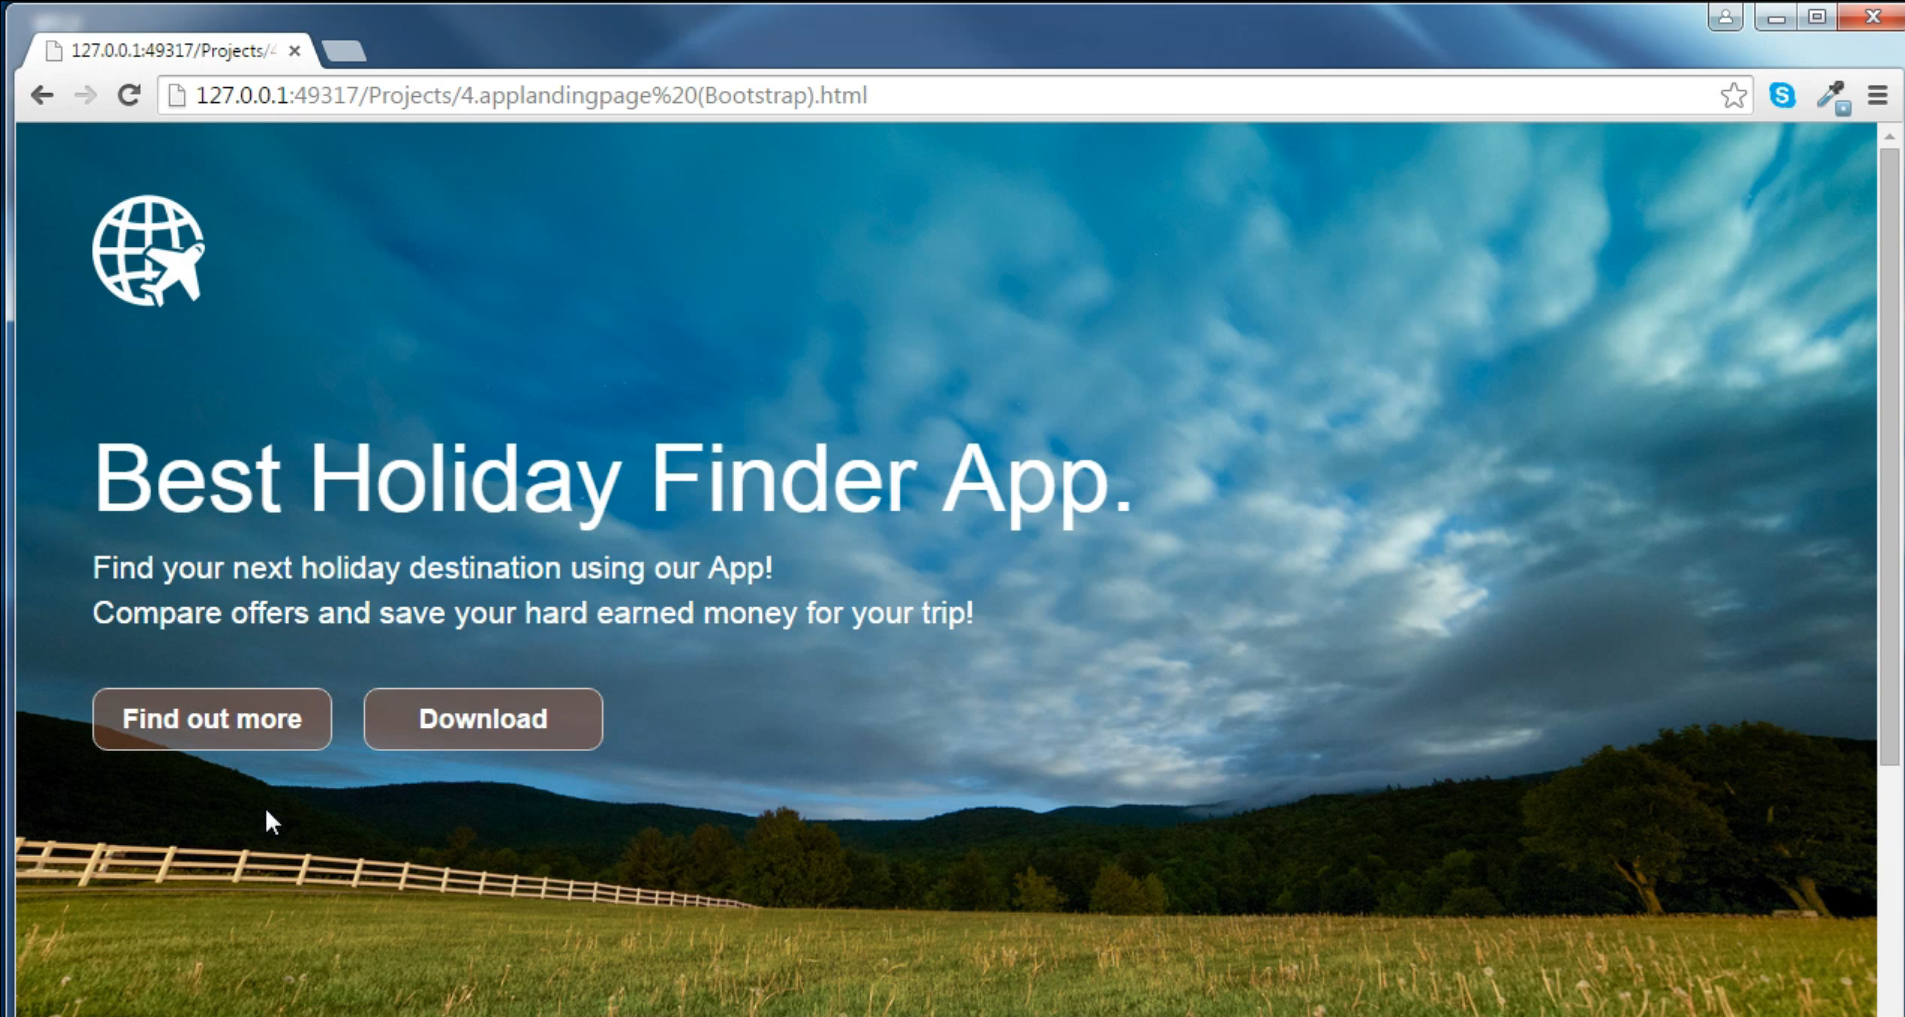 127.0.0.1:49317/Projects/4
127.0.0.1:49317/Projects/4.applandingpage%20(Bootstrap).html
Best Holiday Finder App.
Find your next holiday destination using our App!
Compare offers and save your hard earned money for your trip!
Find out more
Download